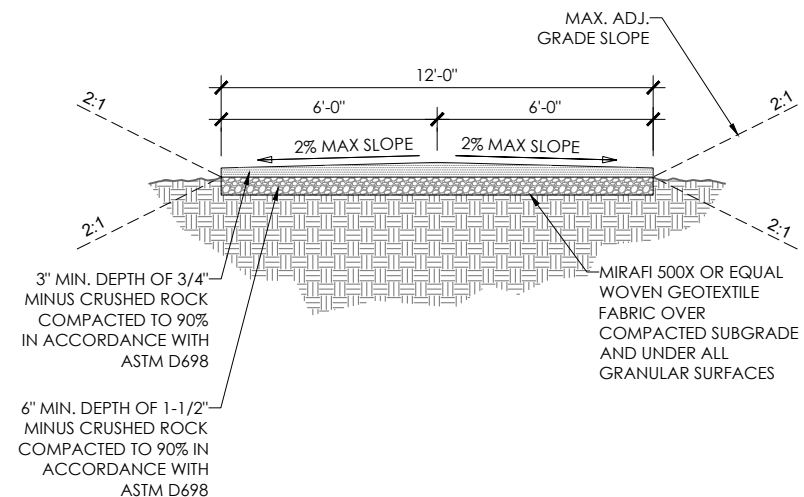 MAX. ADJ.
GRADE SLOPE
12'-0"
2:1
6'-0"
6'-0"
2:1
2% MAX SLOPE
2% MAX SLOPE
2:1
2:1
3" MIN. DEPTH OF 3/4"
MINUS CRUSHED ROCK
COMPACTED TO 90%
IN ACCORDANCE WITH
ASTM D698
MIRAFI 500X OR EQUAL
WOVEN GEOTEXTILE
FABRIC OVER
COMPACTED SUBGRADE
AND UNDER ALL
GRANULAR SURFACES
6" MIN. DEPTH OF 1-1/2"
MINUS CRUSHED ROCK
COMPACTED TO 90% IN
ACCORDANCE WITH
ASTM D698